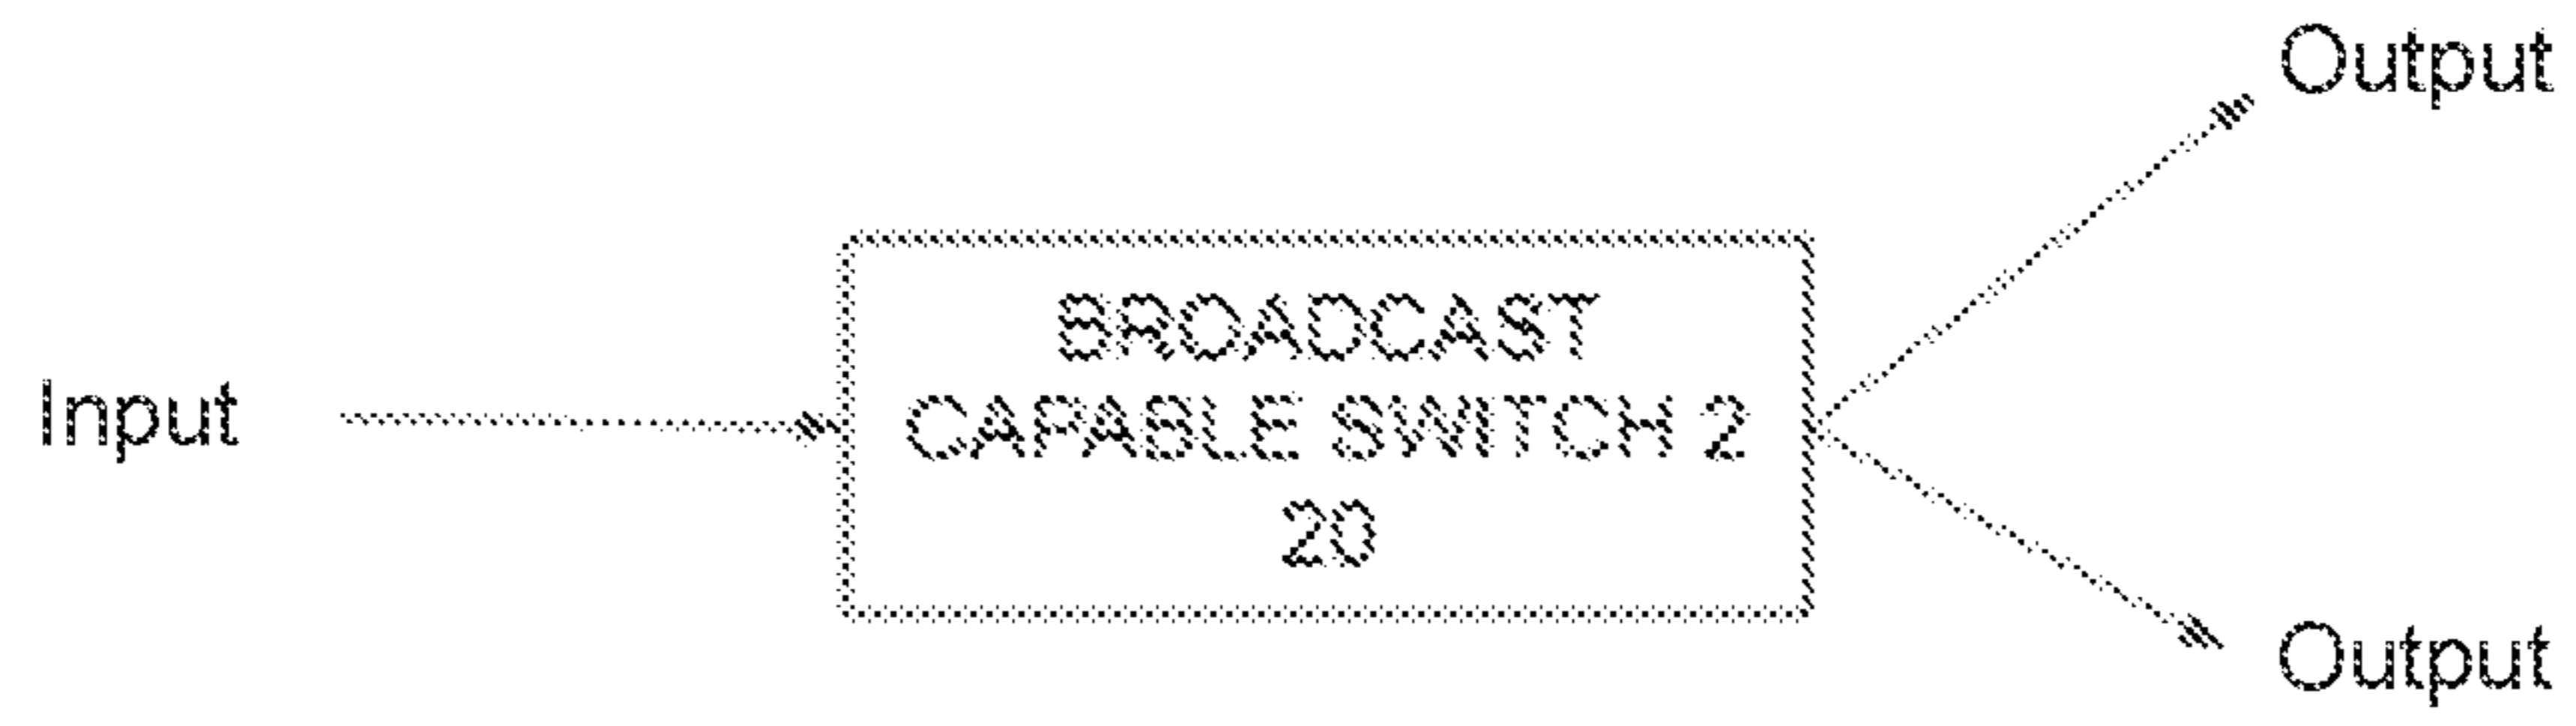 Output
BROADCAST
Input
CAPABLE SWITCH 2
20
Output